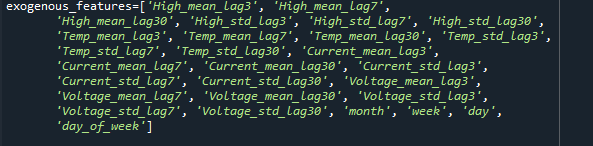 exogenous_features=['High_mean_lag3', 'High_mean_lag7',
'High_mean_lag30', 'High_std_lag3', 'High_std_lag7', 'High_std_lag30',
'Temp_mean_lag3', 'Temp_mean_lag7', 'Temp_mean_lag30', 'Temp_std_lag3',
'Temp_std_lag7', 'Temp_std_lag30', 'Current_mean_lag3',
'Current_mean_lag7', 'Current_mean_lag30', 'Current_std_lag3',
'Current_std_lag7', 'Current_std_lag30', 'Voltage_mean_lag3',
'Voltage_mean_lag7', 'Voltage_mean_lag30', 'Voltage_std_lag3',
'Voltage_std_lag7', 'Voltage_std_lag30', 'month', 'week', 'day',
'day_of_week']